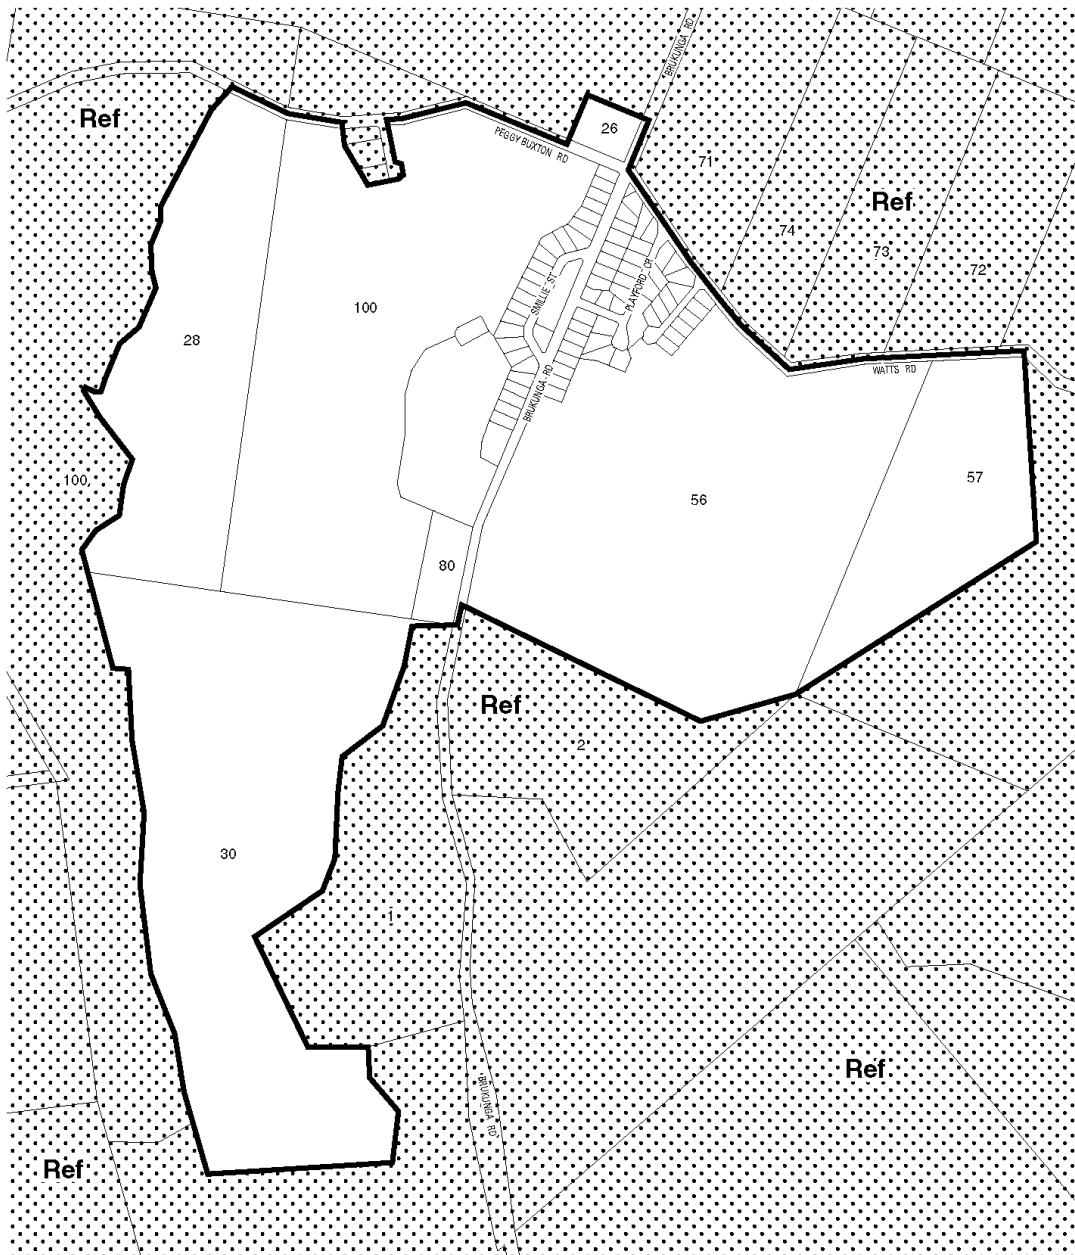 BRUKUNGA RD
Ref
26
PEGGY BUXTON RD
71
Ref
74
73
72
SMILLIE ST
PLAYFORD CR
100
28
WATTS RD
BRUKUNGA RD
100
57
56
80
Ref
2
30
1
Ref
BRUKUNGA RD
Ref